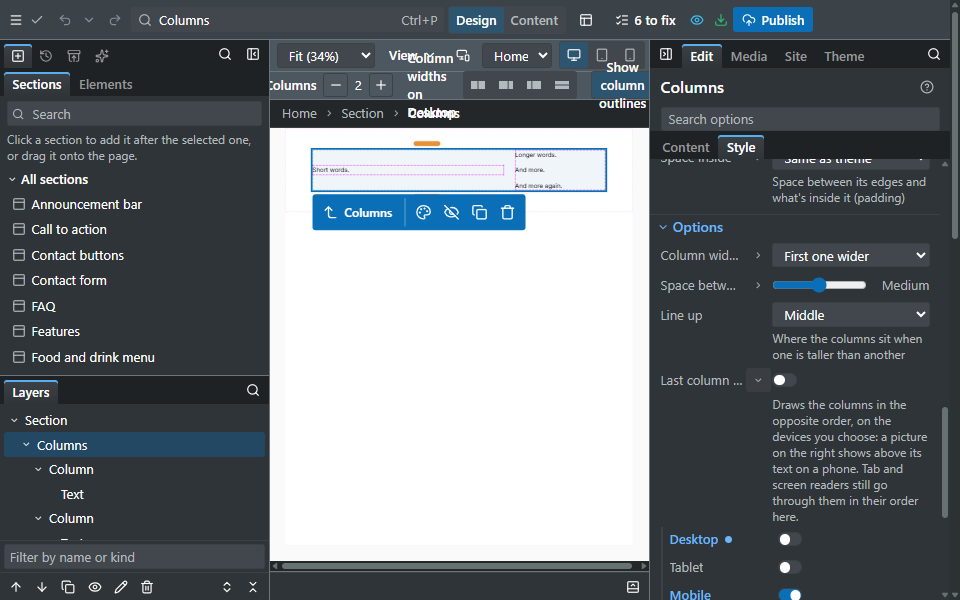 Columns
Ctrl+P
Design
Content
6 to fix
Publish
Fit (34%)
View
Home
Sections
Elements
Columns
2
Column widths on Desktop
Show column outlines
Search
Home
Section
Columns
Click a section to add it after the selected one, or drag it onto the page.
All sections
Announcement bar
Call to action
Contact buttons
Contact form
FAQ
Features
Food and drink menu
Layers
Section
Columns
Column
Text
Column
Filter by name or kind
Short words.
Longer words.
And more.
And more again.
Columns
Edit
Media
Site
Theme
Columns
Search options
Content
Style
Space inside
Same as theme
Space between its edges and
what's inside it (padding)
Options
Column wid...
First one wider
Space betw...
Medium
Line up
Middle
Where the columns sit when
one is taller than another
Last column ...
Draws the columns in the
opposite order, on the
devices you choose: a picture
on the right shows above its
text on a phone. Tab and
screen readers still go
through them in their order
here.
Desktop
Tablet
Mobile